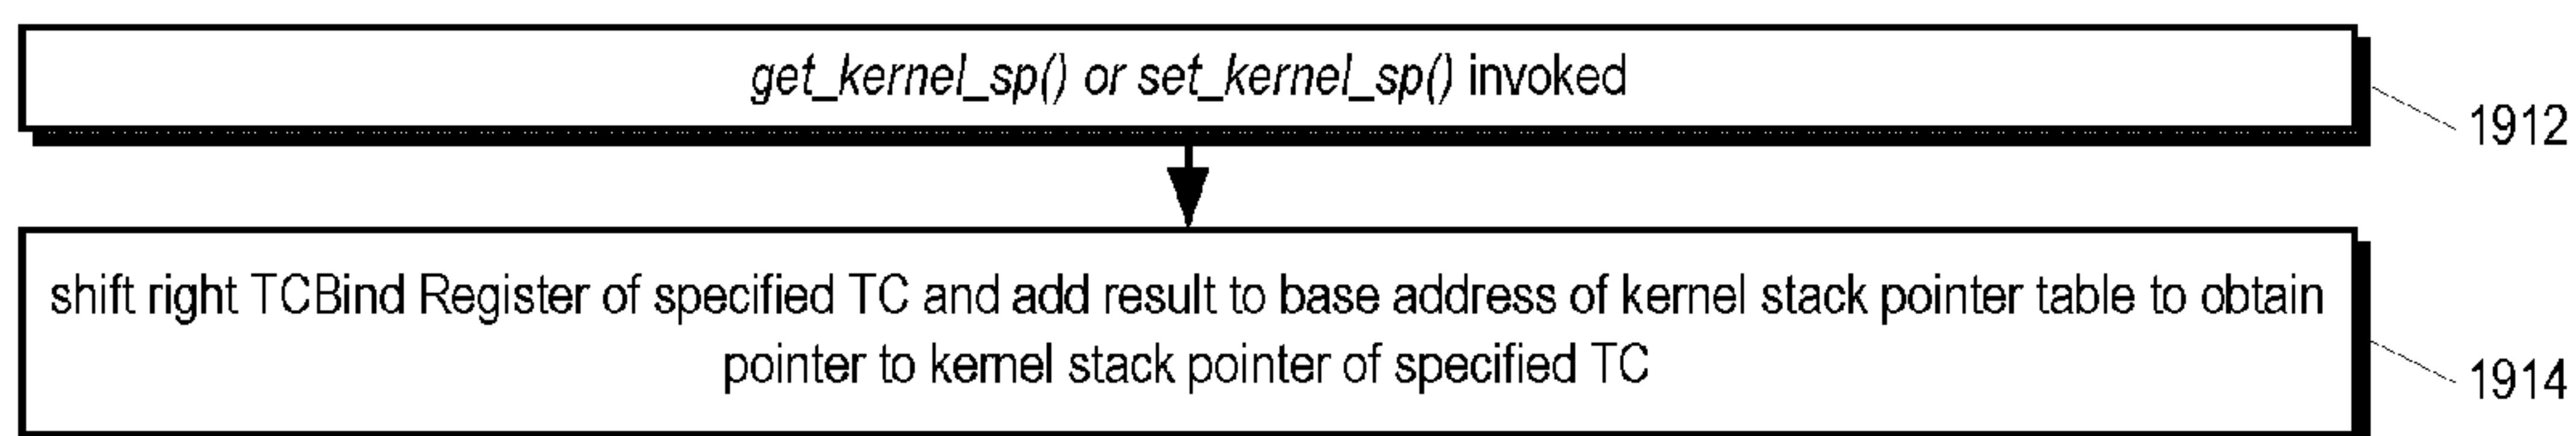 get_kernel_sp() or set_kernel_sp() invoked
1912
shift right TCBind Register of specified TC and add result to base address of kernel stack pointer table to obtain
pointer to kernel stack pointer of specified TC
1914